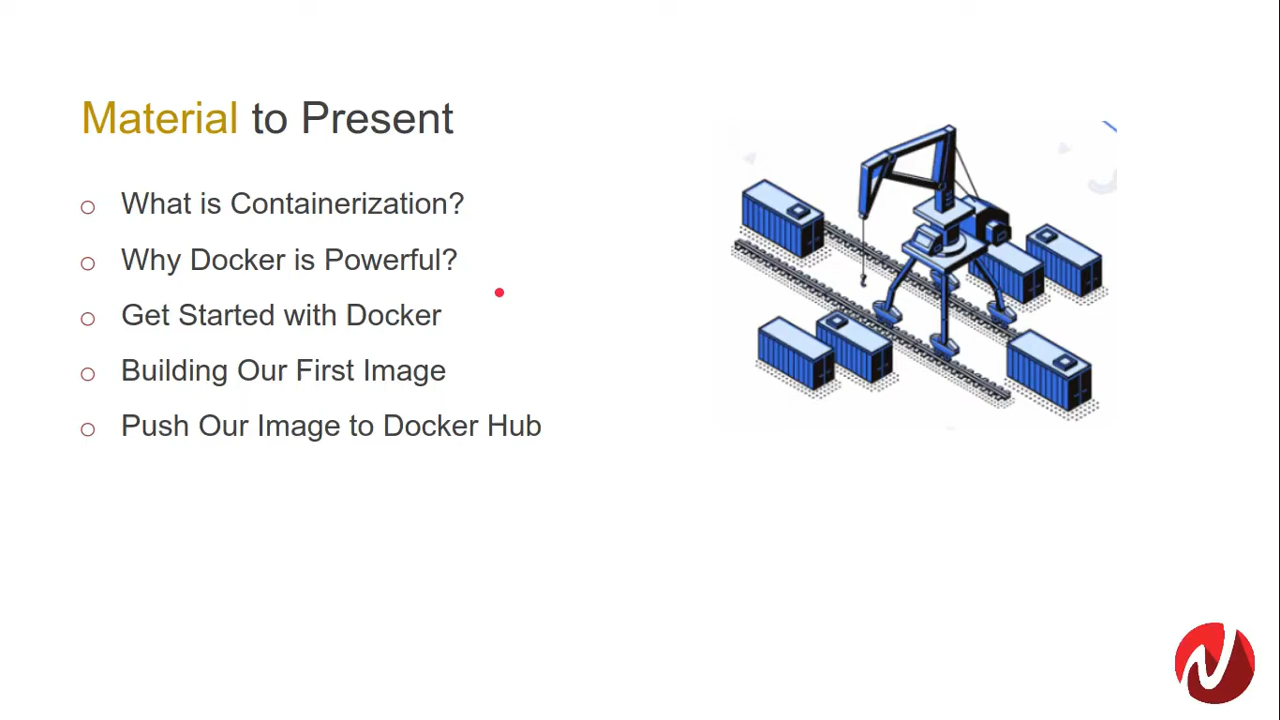 Material to Present
What is Containerization?
Why Docker is Powerful?
Get Started with Docker
Building Our First Image
Push Our Image to Docker Hub